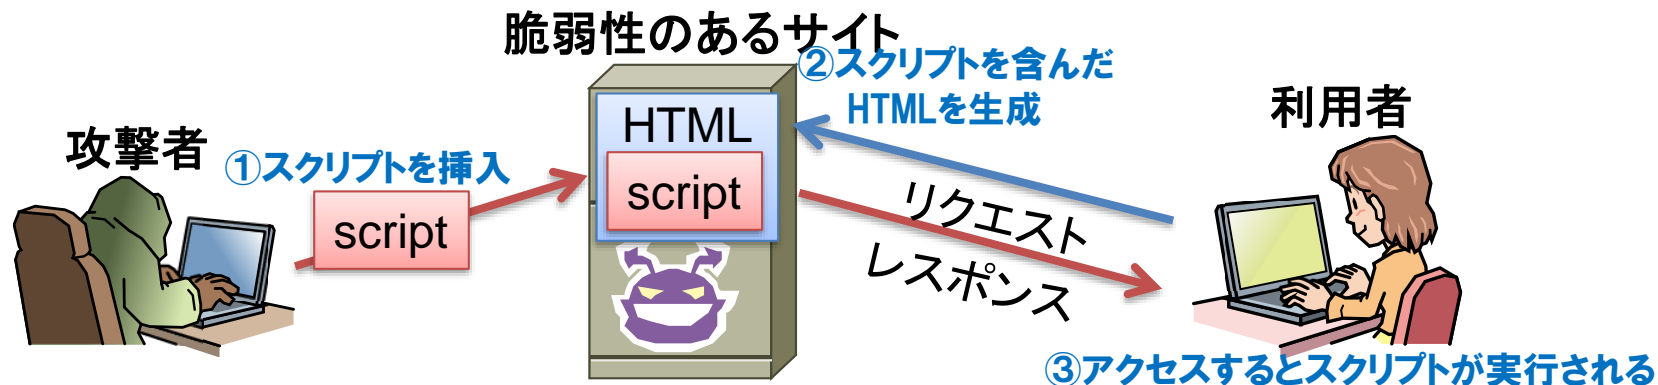 脆弱性のあるサイト
攻撃者
①スクリプトを挿入
script
HTML
script
②スクリプトを含んだ
HTMLを生成
利用者
リクエスト
レスポンス
③アクセスするとスクリプトが実行される